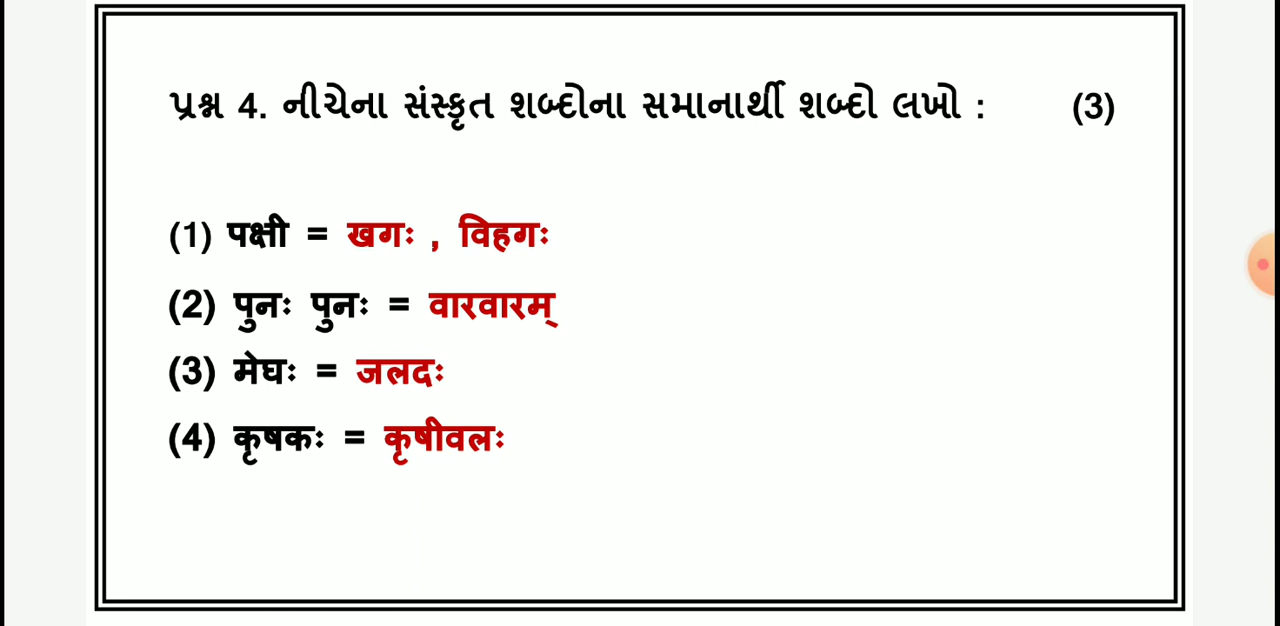 પ્રશ્ન 4. નીચેના સંસ્કૃત શબ્દોના સમાનાર્થી શબ્દો લખો : (3)
(1) पक्षी = खगः , विहगः
(2) पुनः पुनः = वारवारम्
(3) मेघः = जलदः
(4) कृषकः = कृषीवलः